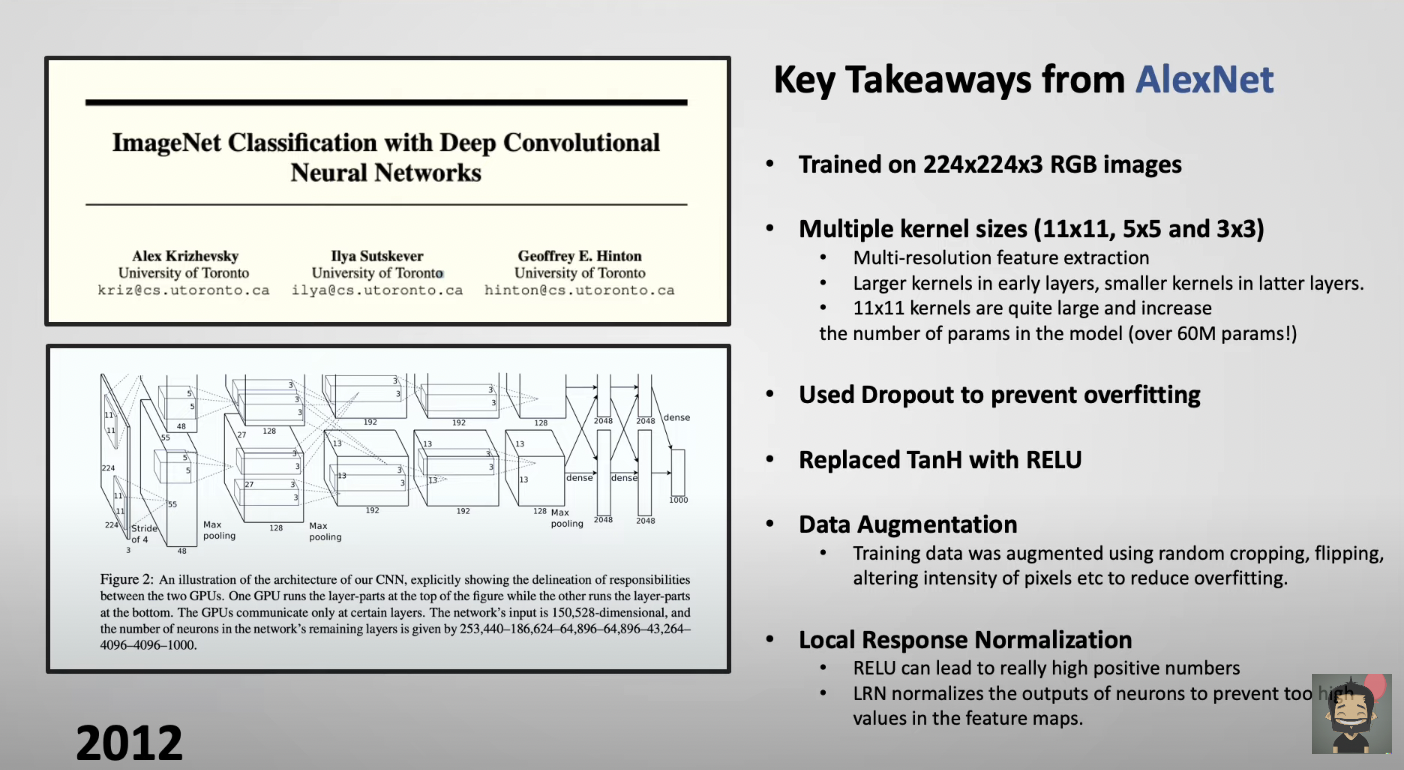 ImageNet Classification with Deep Convolutional
Neural Networks
Alex Krizhevsky
University of Toronto
kriz@cs.utoronto.ca
Ilya Sutskever
University of Toronto
ilya@cs.utoronto.ca
Geoffrey E. Hinton
University of Toronto
hinton@cs.utoronto.ca
3
3
5
3
3
3
5
3
3
3
48
192
192
128
2048
2048
dense
11
11
55
27
128
13
13
13
5
3
3
3
224
5
3
3
3
13
13
13
dense
dense
27
3
11
55
3
1000
11
192
192
128
Max
pooling
2048
2048
224
Stride
of 4
Max
pooling
128
Max
pooling
3
48
Figure 2: An illustration of the architecture of our CNN, explicitly showing the delineation of responsibilities
between the two GPUs. One GPU runs the layer-parts at the top of the figure while the other runs the layer-parts
at the bottom. The GPUs communicate only at certain layers. The network's input is 150,528-dimensional, and
the number of neurons in the network's remaining layers is given by 253,440–186,624–64,896–64,896–43,264–
4096–4096–1000.
2012
Key Takeaways from AlexNet
• Trained on 224x224x3 RGB images
• Multiple kernel sizes (11x11, 5x5 and 3x3)
• Multi-resolution feature extraction
• Larger kernels in early layers, smaller kernels in latter layers.
• 11x11 kernels are quite large and increase
the number of params in the model (over 60M params!)
• Used Dropout to prevent overfitting
• Replaced TanH with RELU
• Data Augmentation
• Training data was augmented using random cropping, flipping,
altering intensity of pixels etc to reduce overfitting.
• Local Response Normalization
• RELU can lead to really high positive numbers
• LRN normalizes the outputs of neurons to prevent too high
values in the feature maps.